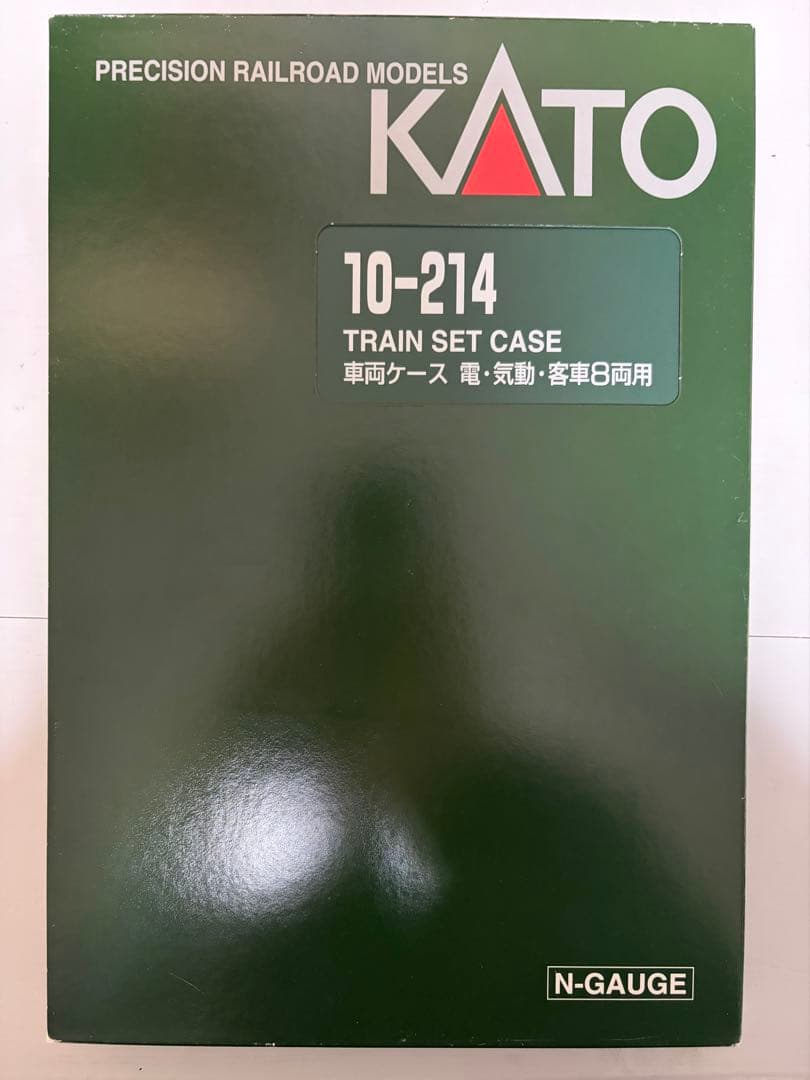 PRECISION RAILROAD MODELS
KATO
10-214
TRAIN SET CASE
車両ケース 電・気動・客車8両用
N-GAUGE